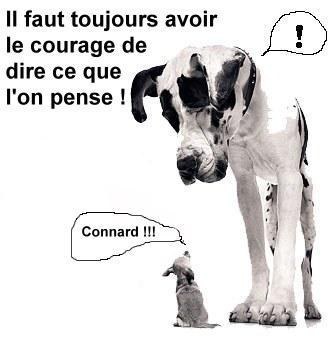 Il faut toujours avoir
le courage de
dire ce que
l'on pense !
!
Connard !!!